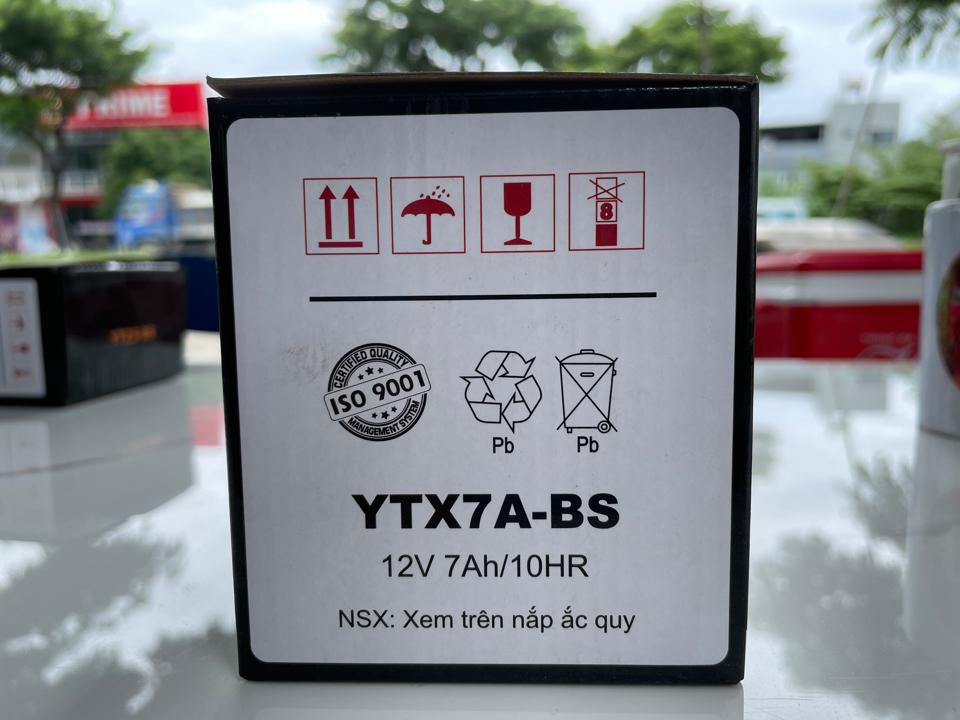 8
CERTIFIED QUALITY
ISO 9001
MANAGEMENT SYSTEM
Pb
Pb
YTX7A-BS
12V 7Ah/10HR
NSX: Xem trên nắp ắc quy